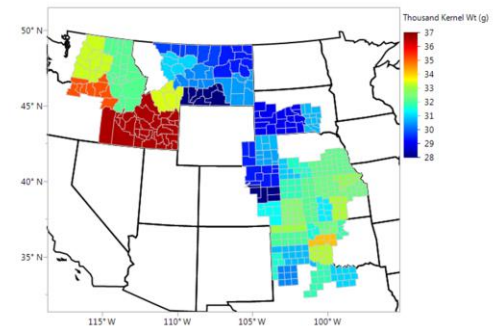 Thousand Kernel Wt (g)
50° N
45° N
40° N
35° N
37
36
35
34
33
32
31
30
29
28
115° W
110° W
105° W
100° W